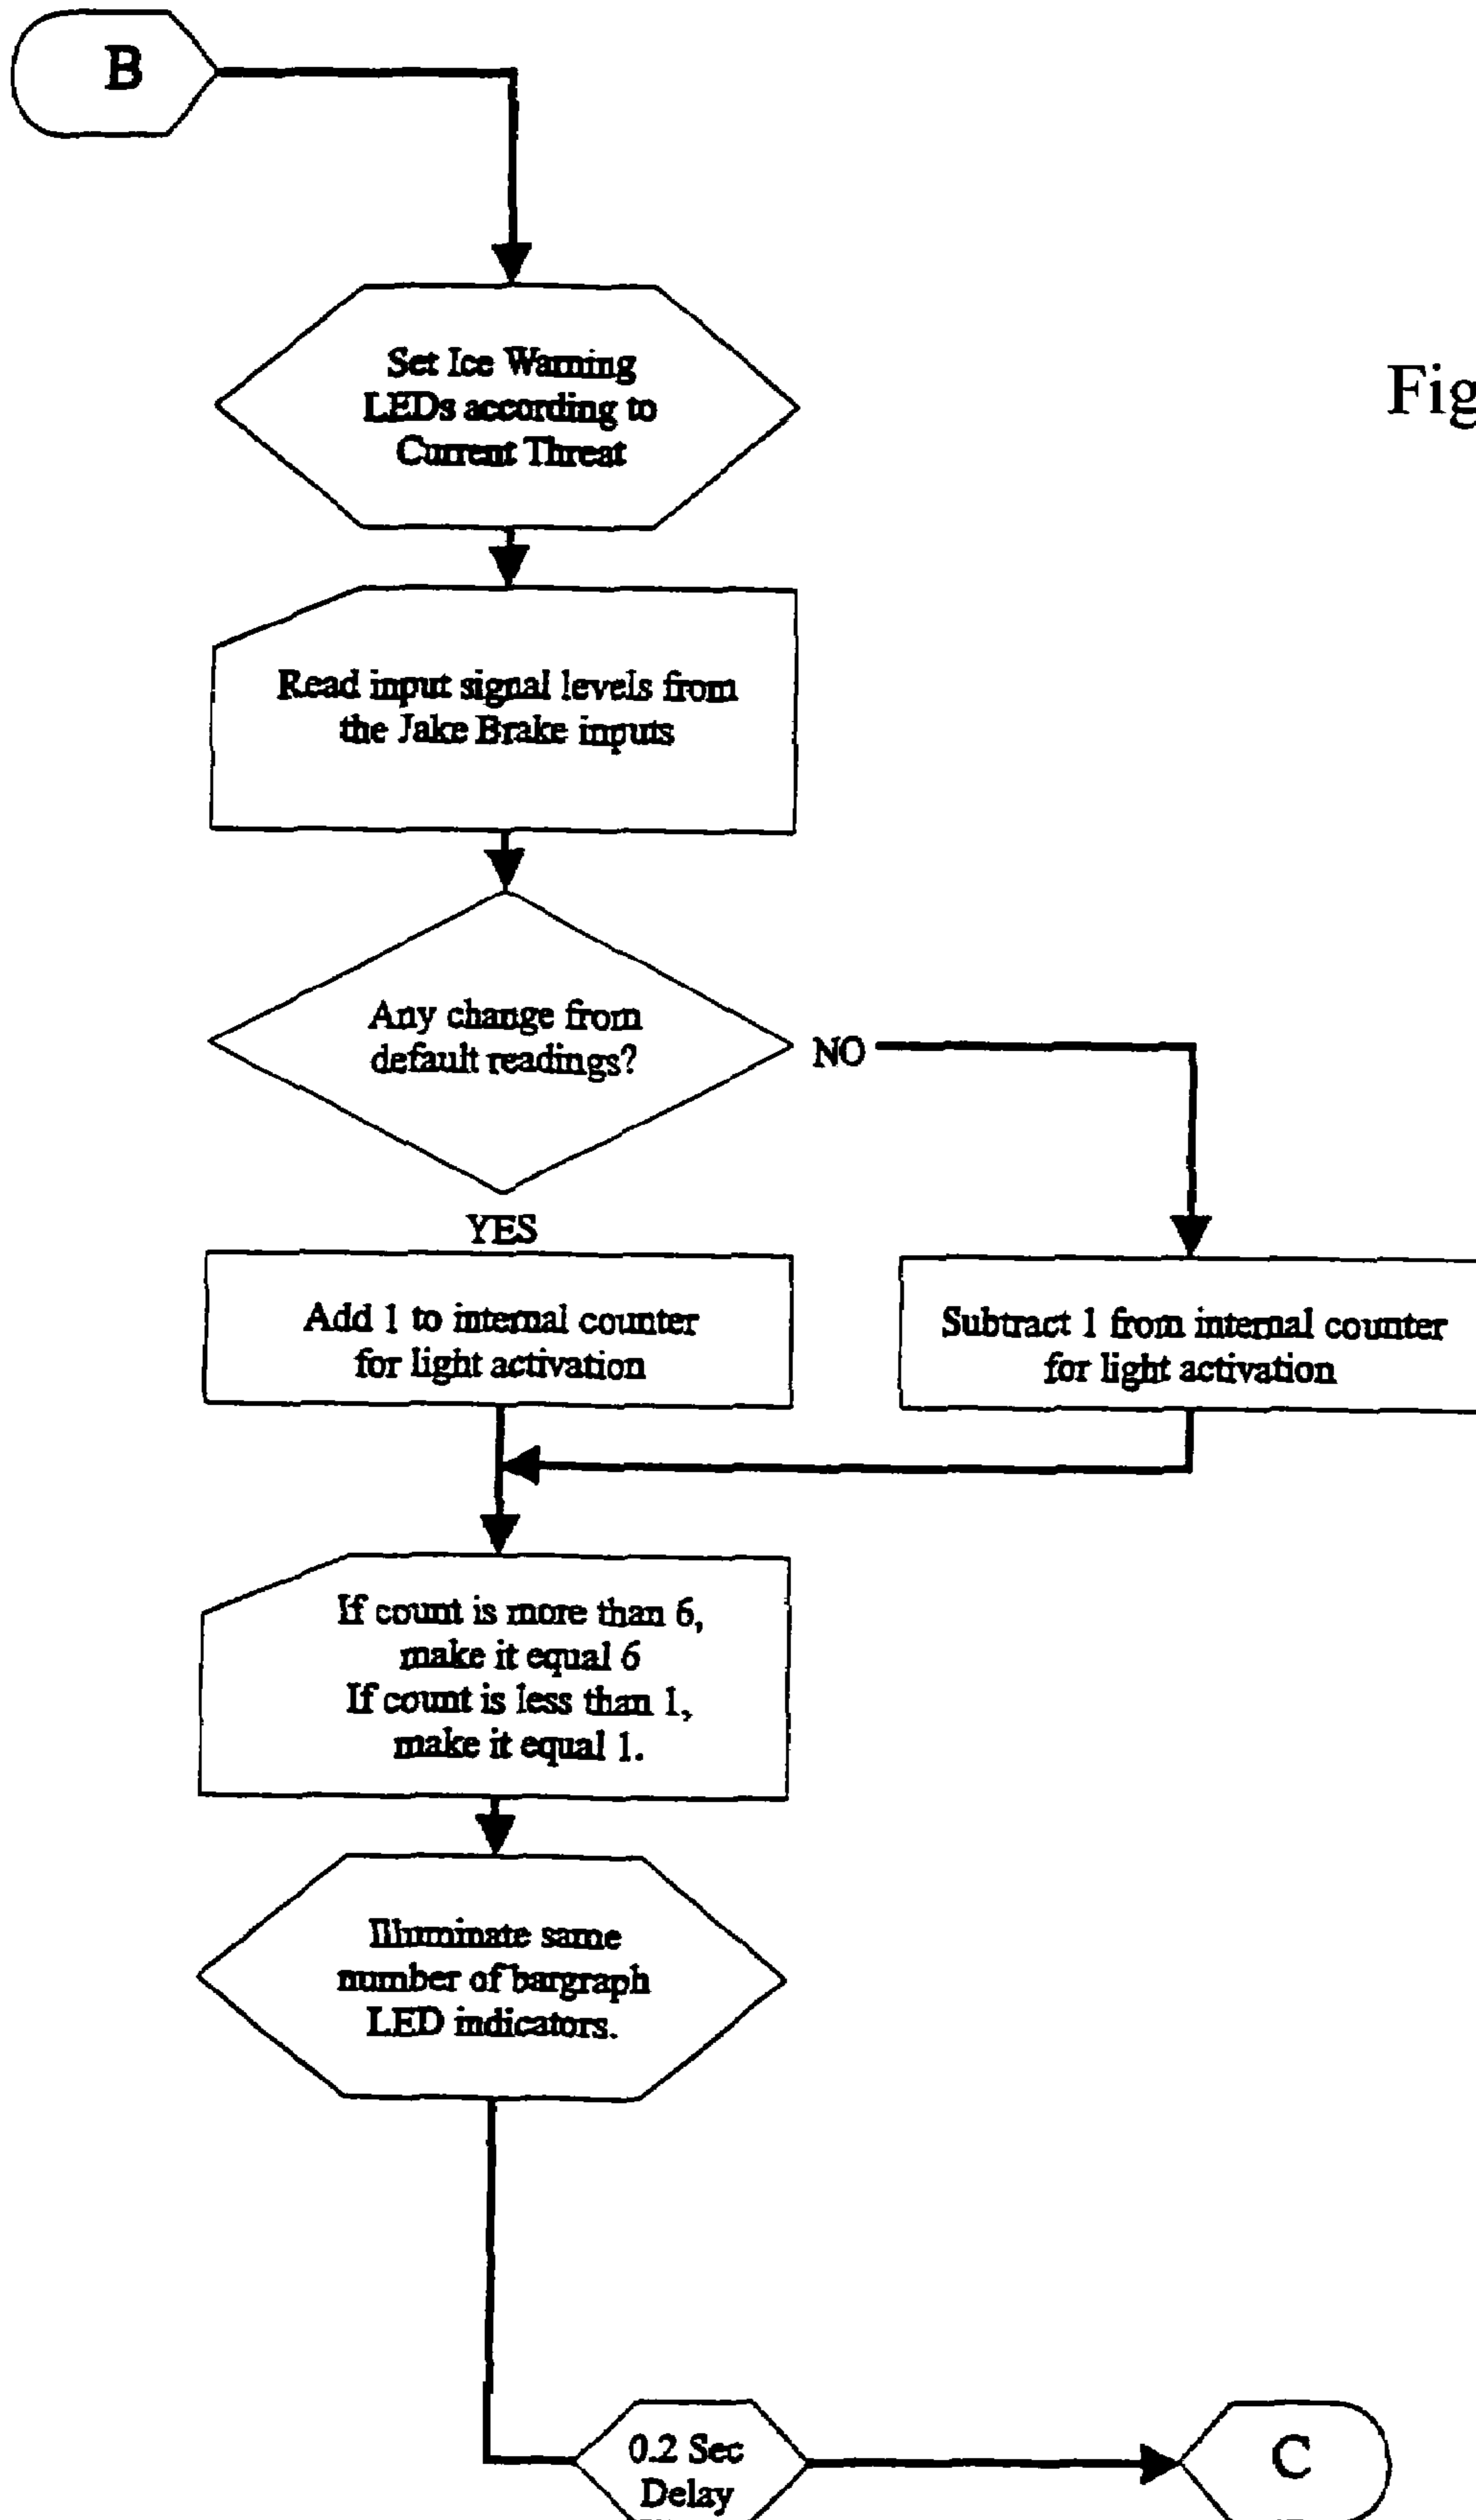 B
Set Ice Warning
LEDs according to
Current Threat
Fig
Read input signal levels from
the Jake Brake inputs
Any change from
default readings?
NO
YES
Add 1 to internal counter
for light activation
Subtract 1 from internal counter
for light activation
If count is more than 6,
make it equal 6
If count is less than 1,
make it equal 1.
Illuminate same
number of bargraph
LED indicators.
0.2 Sec
Delay
C